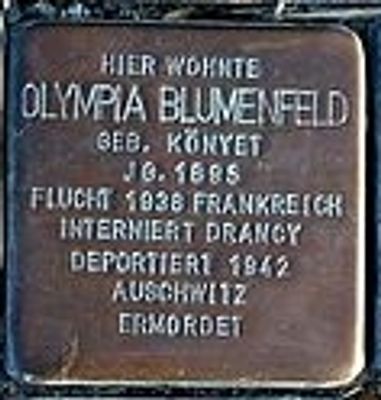 HIER WOHNTE
OLYMPIA BLUMENFELD
GEB. KÖNYET
JG. 1895
FLUCHT 1938 FRANKREICH
INTERNIERT DRANCY
DEPORTIERT 1942
AUSCHWITZ
ERMORDET